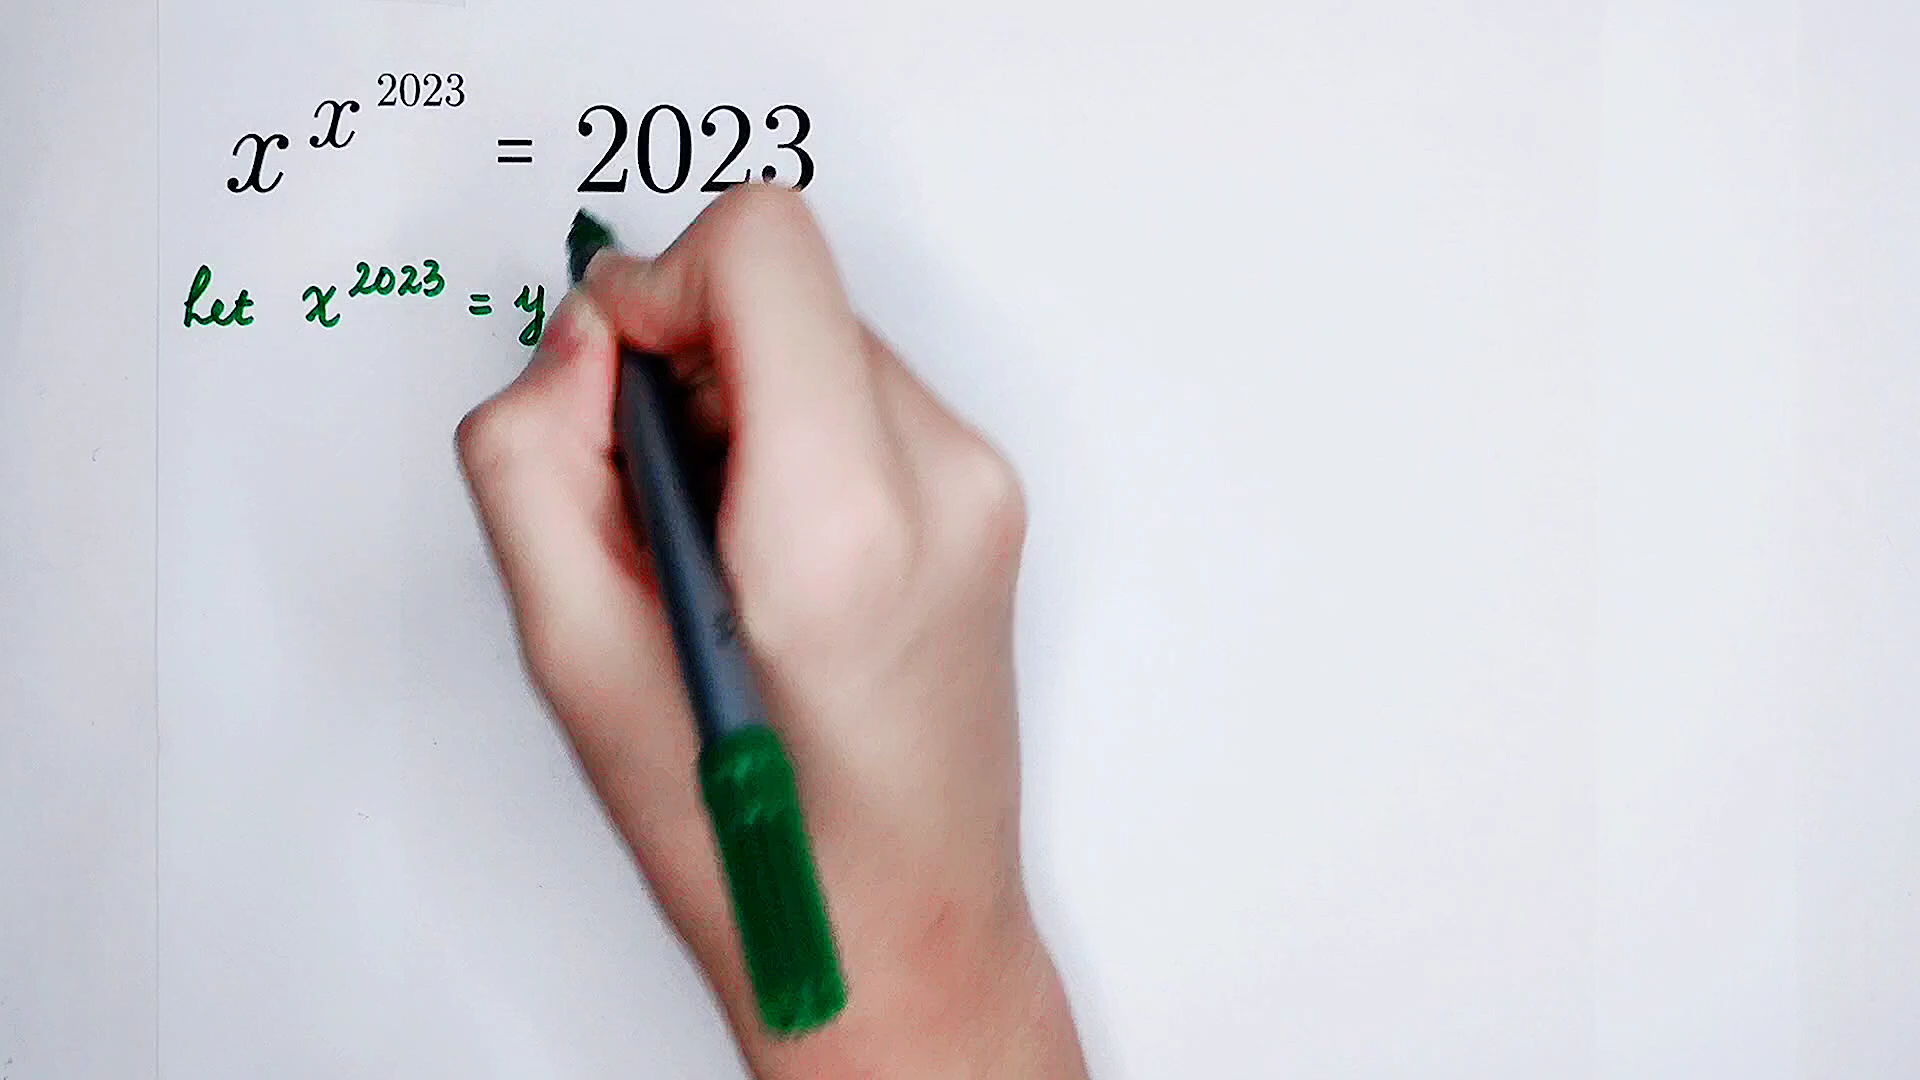 x^{x^{2023}} = 2023
let x^{2023} = y